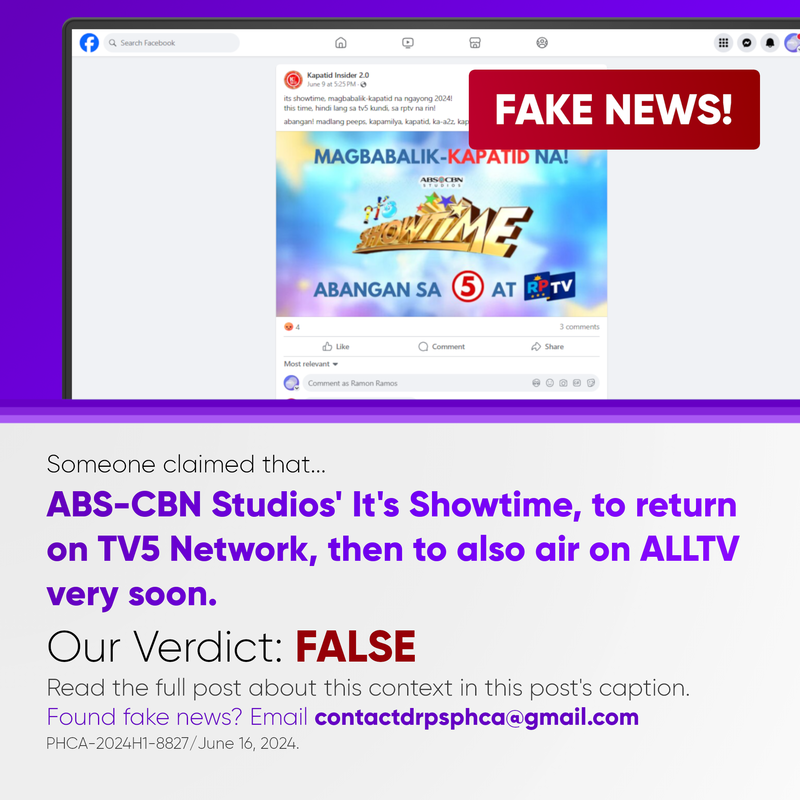 Search Facebook
Kapatid Insider 2.0
June 9 at 5:25 PM
its showtime, magbabalik-kapatid na ngayong 2024!
this time, hindi lang sa tv5 kundi, sa rptv na rin!
abangan! madlang peeps, kapamilya, kapatid, ka-a2z,
FAKE NEWS!
MAGBABALIK-KAPATID NA!
ABS-CBN
STUDIOS
it's
SHOWTIME
ABANGAN SA 5 AT RPTV
4
3 comments
Like Comment Share
Most relevant
Comment as Ramon Ramos
Someone claimed that...
ABS-CBN Studios' It's Showtime, to return
on TV5 Network, then to also air on ALLTV
very soon.
Our Verdict: FALSE
Read the full post about this context in this post's caption.
Found fake news? Email contactdrpsphca@gmail.com
PHCA-2024H1-8827/June 16, 2024.